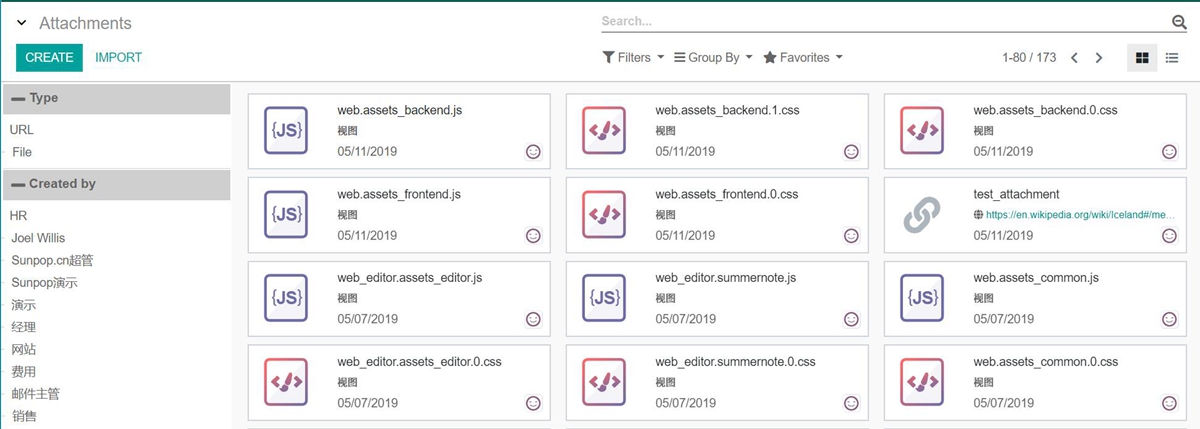 Attachments
Search...
CREATE IMPORT
Filters Group By Favorites 1-80 / 173
Type
URL
File
Created by
HR
Joel Willis
Sunpop.cn超管
Sunpop演示
演示
经理
网站
费用
邮件主管
销售
{JS}
web.assets_backend.js
视图
05/11/2019
web.assets_backend.1.css
视图
05/11/2019
web.assets_backend.0.css
视图
05/11/2019
{JS}
web.assets_frontend.js
视图
05/11/2019
web.assets_frontend.0.css
视图
05/11/2019
test_attachment
https://en.wikipedia.org/wiki/Iceland#/me...
05/11/2019
{JS}
web_editor.assets_editor.js
视图
05/07/2019
{JS}
web_editor.summernote.js
视图
05/07/2019
{JS}
web.assets_common.js
视图
05/07/2019
web_editor.assets_editor.0.css
视图
05/07/2019
web_editor.summernote.0.css
视图
05/07/2019
web.assets_common.0.css
视图
05/07/2019